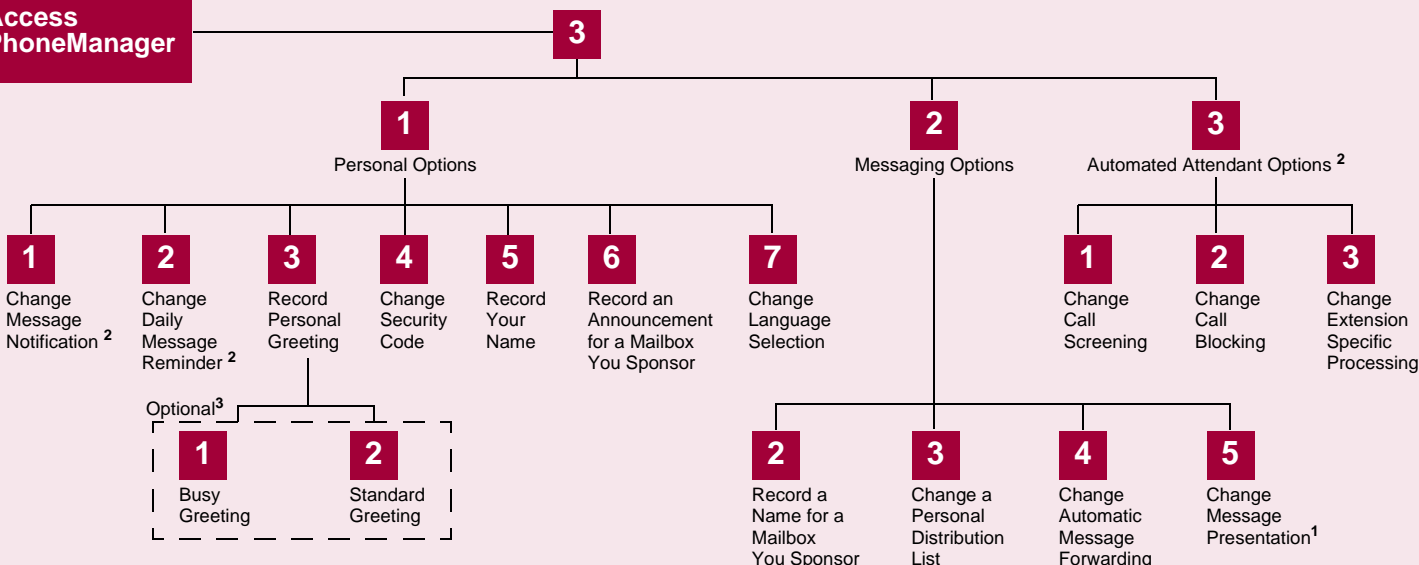 Access
PhoneManager
3
1
Personal Options
2
Messaging Options
3
Automated Attendant Options 2
1
Change
Message
Notification 2
2
Change
Daily
Message
Reminder 2
3
Record
Personal
Greeting
4
Change
Security
Code
5
Record
Your
Name
6
Record an
Announcement
for a Mailbox
You Sponsor
7
Change
Language
Selection
1
Change
Call
Screening
2
Change
Call
Blocking
3
Change
Extension
Specific
Processing
Optional3
1
Busy
Greeting
2
Standard
Greeting
2
Record a
Name for a
Mailbox
You Sponsor
3
Change a
Personal
Distribution
List
4
Change
Automatic
Message
Forwarding
5
Change
Message
Presentation1